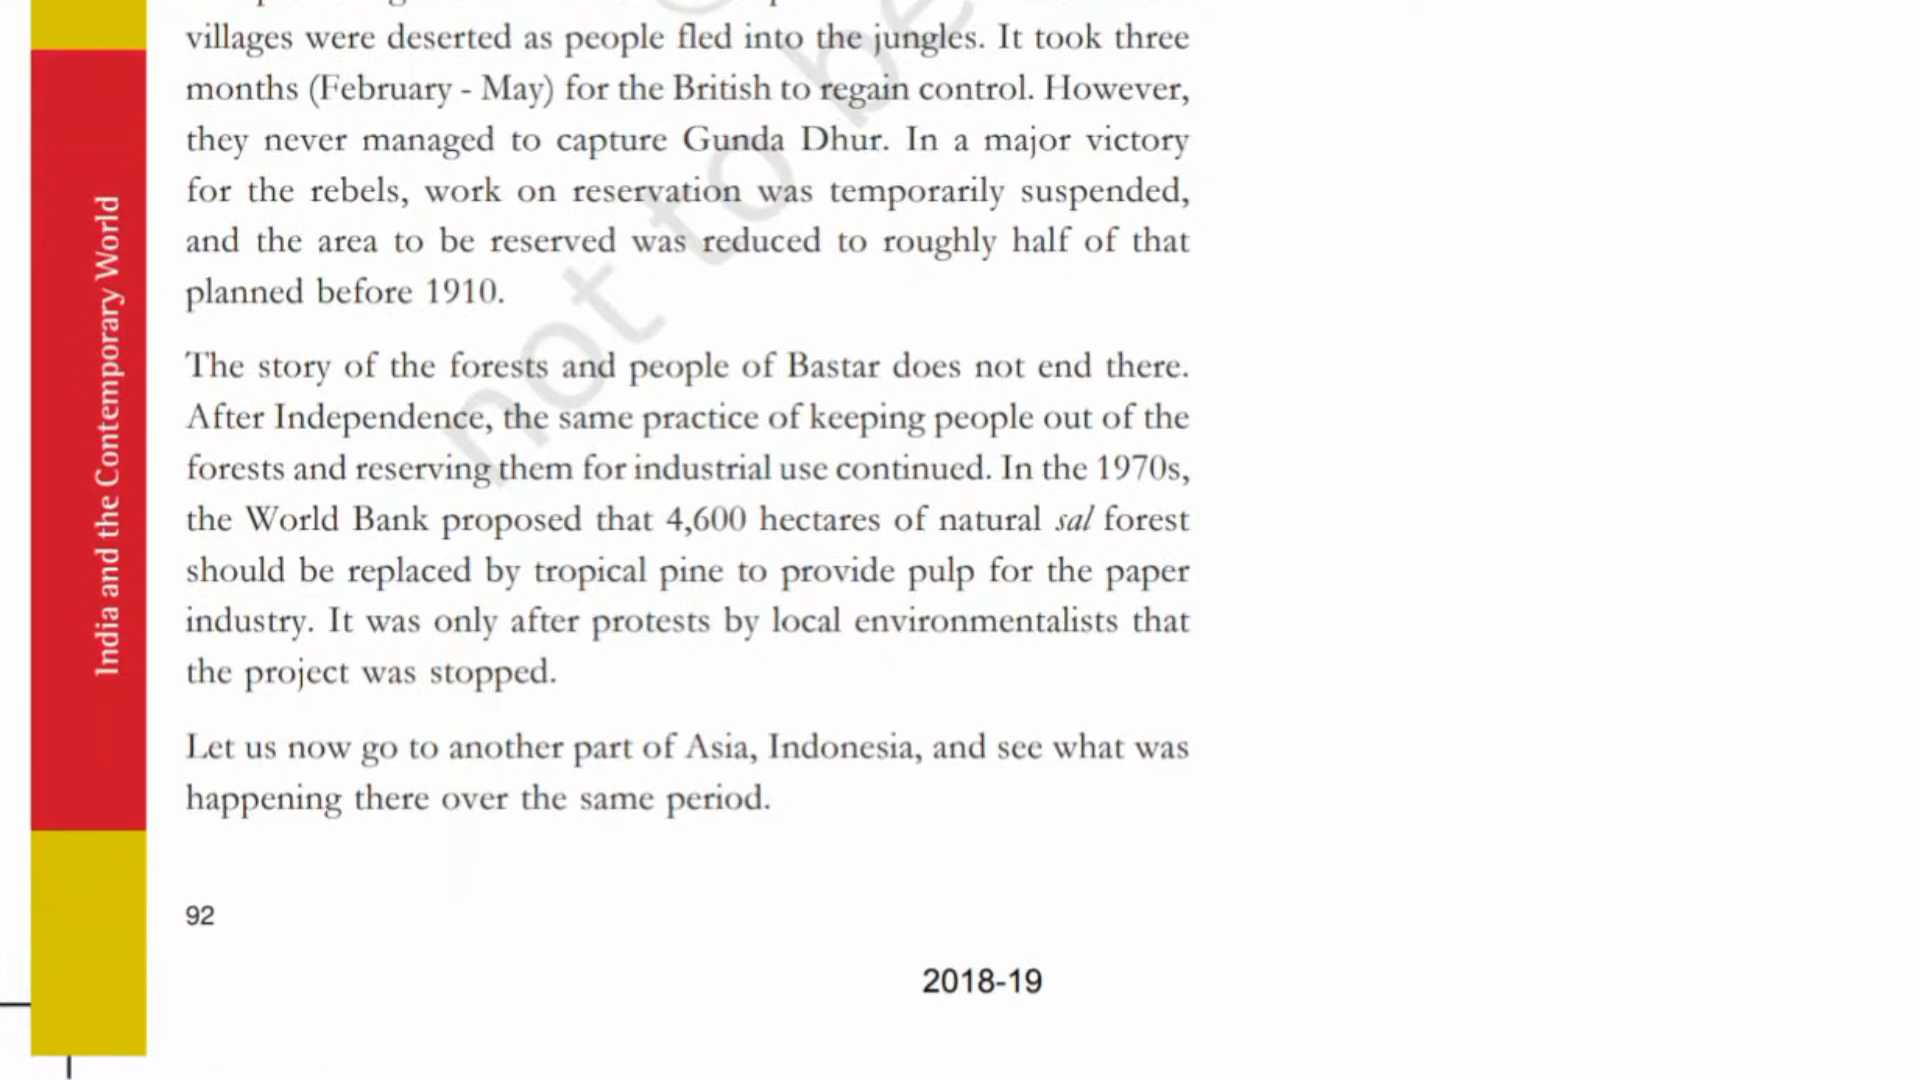 villages were deserted as people fled into the jungles. It took three
months (February - May) for the British to regain control. However,
they never managed to capture Gunda Dhur. In a major victory
for the rebels, work on reservation was temporarily suspended,
and the area to be reserved was reduced to roughly half of that
planned before 1910.
The story of the forests and people of Bastar does not end there.
After Independence, the same practice of keeping people out of the
forests and reserving them for industrial use continued. In the 1970s,
the World Bank proposed that 4,600 hectares of natural sal forest
should be replaced by tropical pine to provide pulp for the paper
industry. It was only after protests by local environmentalists that
the project was stopped.
Let us now go to another part of Asia, Indonesia, and see what was
happening there over the same period.
India and the Contemporary World
not to be
92
2018-19